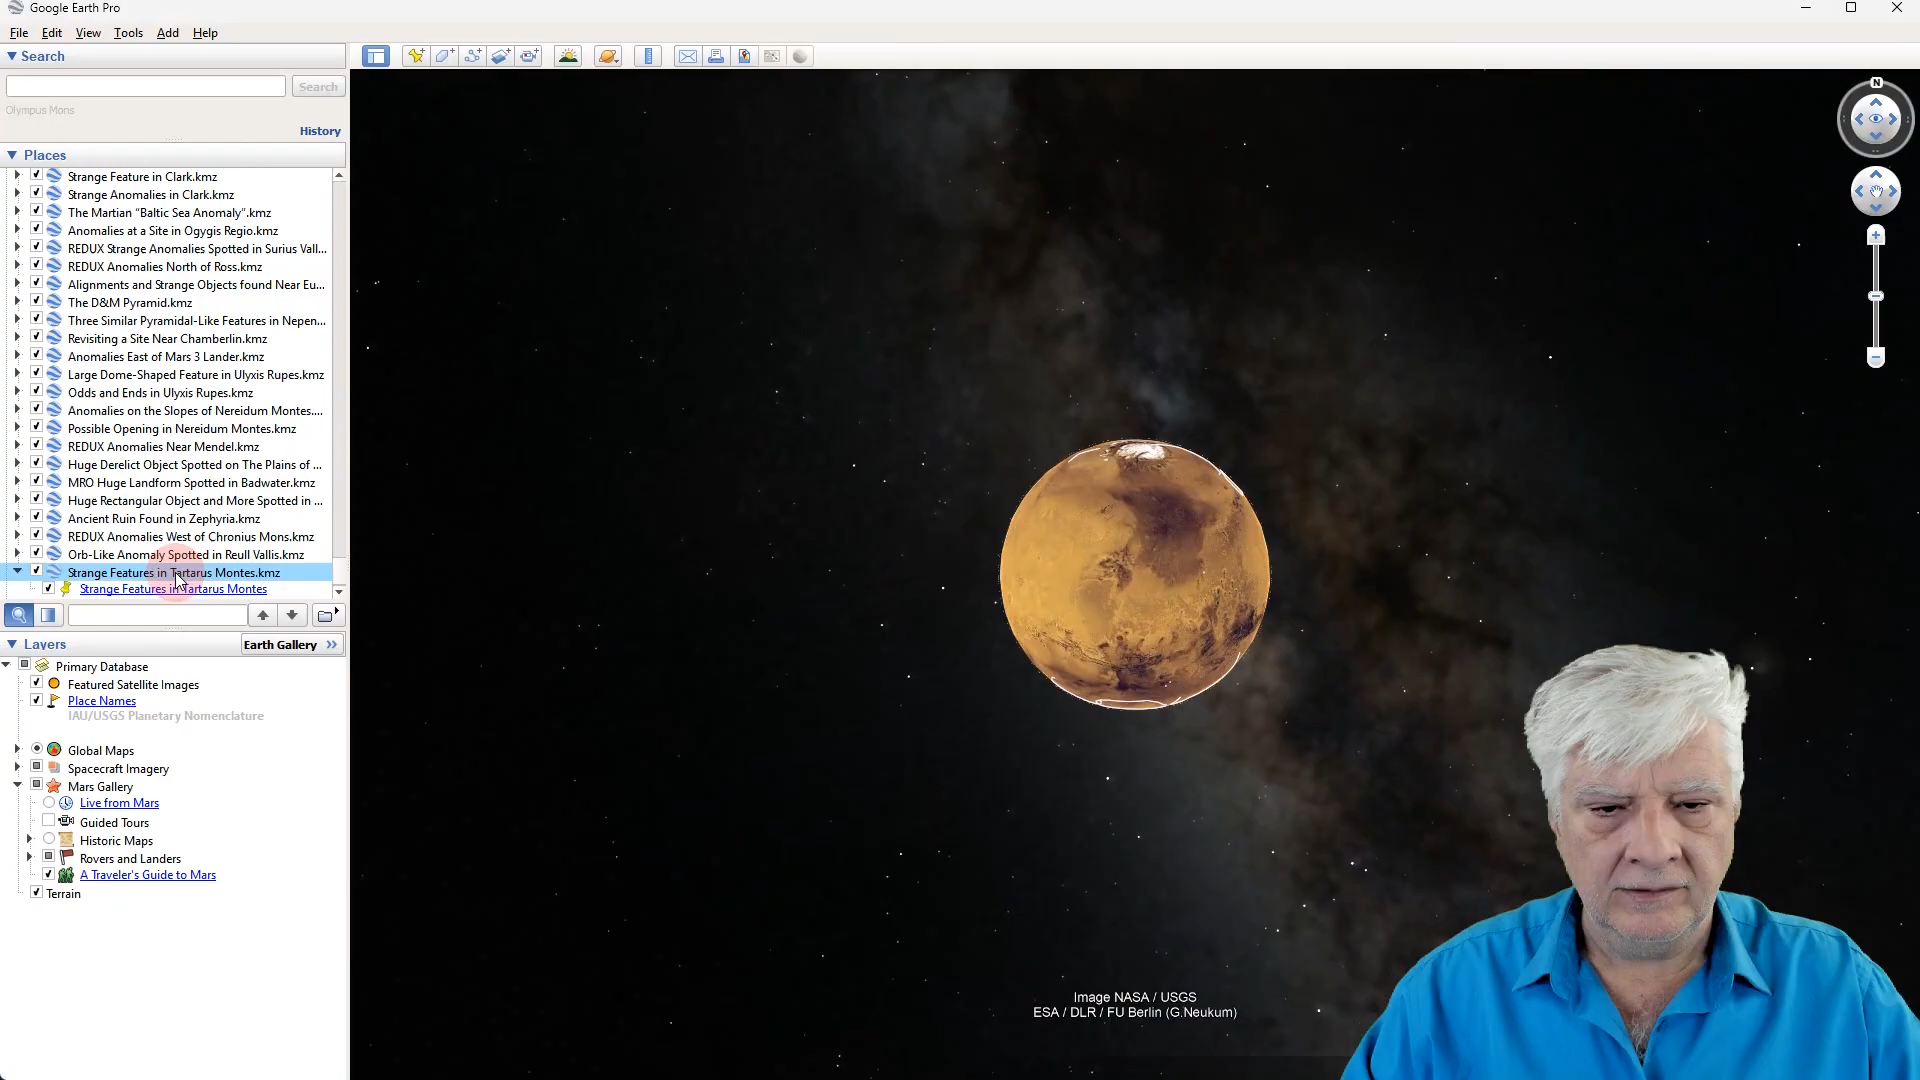 Google Earth Pro
File Edit View Tools Add Help
Search
Search
Olympus Mons
History
Places
Strange Feature in Clark.kmz
Strange Anomalies in Clark.kmz
The Martian “Baltic Sea Anomaly”.kmz
Anomalies at a Site in Ogygis Regio.kmz
REDUX Strange Anomalies Spotted in Surius Vall...
REDUX Anomalies North of Ross.kmz
Alignments and Strange Objects found Near Eu...
The D&M Pyramid.kmz
Three Similar Pyramidal-Like Features in Nepen...
Revisiting a Site Near Chamberlin.kmz
Anomalies East of Mars 3 Lander.kmz
Large Dome-Shaped Feature in Ulyxis Rupes.kmz
Odds and Ends in Ulyxis Rupes.kmz
Anomalies on the Slopes of Nereidum Montes....
Possible Opening in Nereidum Montes.kmz
REDUX Anomalies Near Mendel.kmz
Huge Derelict Object Spotted on The Plains of ...
MRO Huge Landform Spotted in Badwater.kmz
Huge Rectangular Object and More Spotted in ...
Ancient Ruin Found in Zephyria.kmz
REDUX Anomalies West of Chronius Mons.kmz
Orb-Like Anomaly Spotted in Reull Vallis.kmz
Strange Features in Tartarus Montes.kmz
Strange Features in Tartarus Montes
Layers
Earth Gallery >>
Primary Database
Featured Satellite Images
Place Names
IAU/USGS Planetary Nomenclature
Global Maps
Spacecraft Imagery
Mars Gallery
Live from Mars
Guided Tours
Historic Maps
Rovers and Landers
A Traveler's Guide to Mars
Terrain
N
Image NASA / USGS
ESA / DLR / FU Berlin (G.Neukum)